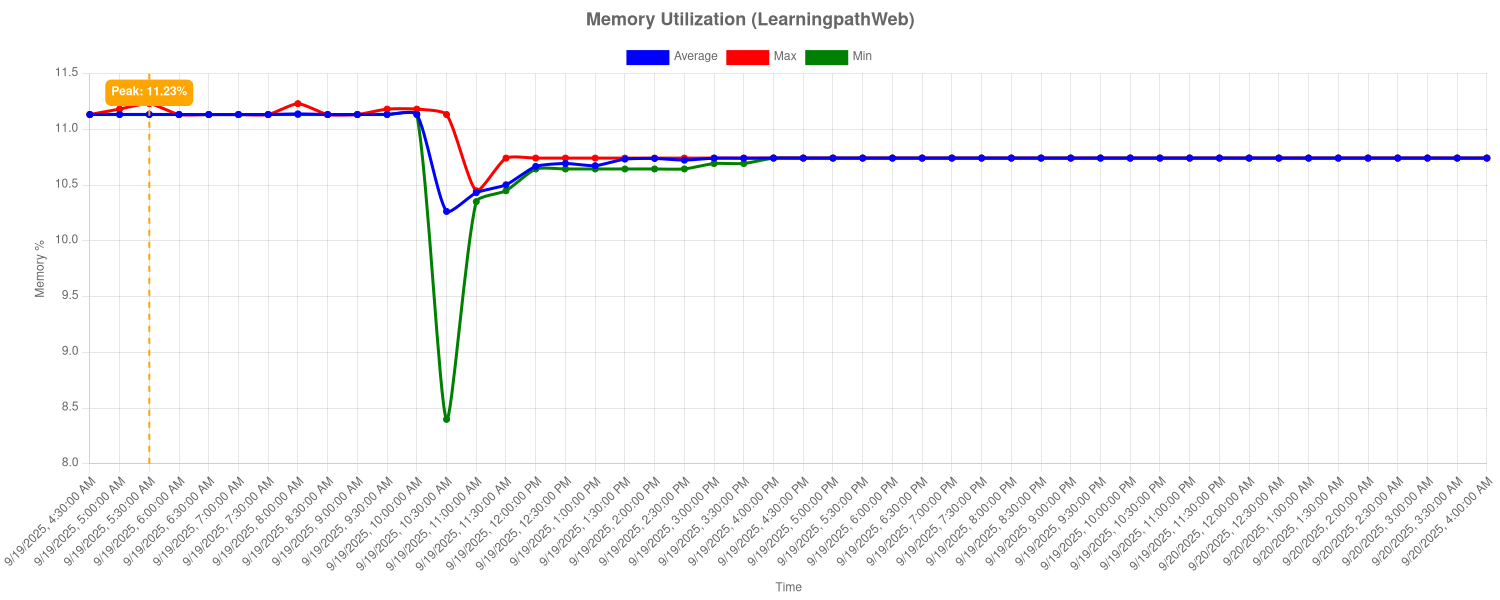 Memory Utilization (LearningpathWeb)
Average Max Min
11.5
Peak: 11.23%
11.0
10.5
10.0
9.5
9.0
8.5
8.0
Memory %
9/19/2025, 4:30:00 AM
9/19/2025, 5:00:00 AM
9/19/2025, 5:30:00 AM
9/19/2025, 6:00:00 AM
9/19/2025, 6:30:00 AM
9/19/2025, 7:00:00 AM
9/19/2025, 7:30:00 AM
9/19/2025, 8:00:00 AM
9/19/2025, 8:30:00 AM
9/19/2025, 9:00:00 AM
9/19/2025, 9:30:00 AM
9/19/2025, 10:00:00 AM
9/19/2025, 10:30:00 AM
9/19/2025, 11:00:00 AM
9/19/2025, 11:30:00 AM
9/19/2025, 12:00:00 PM
9/19/2025, 12:30:00 PM
9/19/2025, 1:00:00 PM
9/19/2025, 1:30:00 PM
9/19/2025, 2:00:00 PM
9/19/2025, 2:30:00 PM
9/19/2025, 3:00:00 PM
9/19/2025, 3:30:00 PM
9/19/2025, 4:00:00 PM
9/19/2025, 4:30:00 PM
9/19/2025, 5:00:00 PM
9/19/2025, 5:30:00 PM
9/19/2025, 6:00:00 PM
9/19/2025, 6:30:00 PM
9/19/2025, 7:00:00 PM
9/19/2025, 7:30:00 PM
9/19/2025, 8:00:00 PM
9/19/2025, 8:30:00 PM
9/19/2025, 9:00:00 PM
9/19/2025, 9:30:00 PM
9/19/2025, 10:00:00 PM
9/19/2025, 10:30:00 PM
9/19/2025, 11:00:00 PM
9/19/2025, 11:30:00 PM
9/20/2025, 12:00:00 AM
9/20/2025, 12:30:00 AM
9/20/2025, 1:00:00 AM
9/20/2025, 1:30:00 AM
9/20/2025, 2:00:00 AM
9/20/2025, 2:30:00 AM
9/20/2025, 3:00:00 AM
9/20/2025, 3:30:00 AM
9/20/2025, 4:00:00 AM
Time